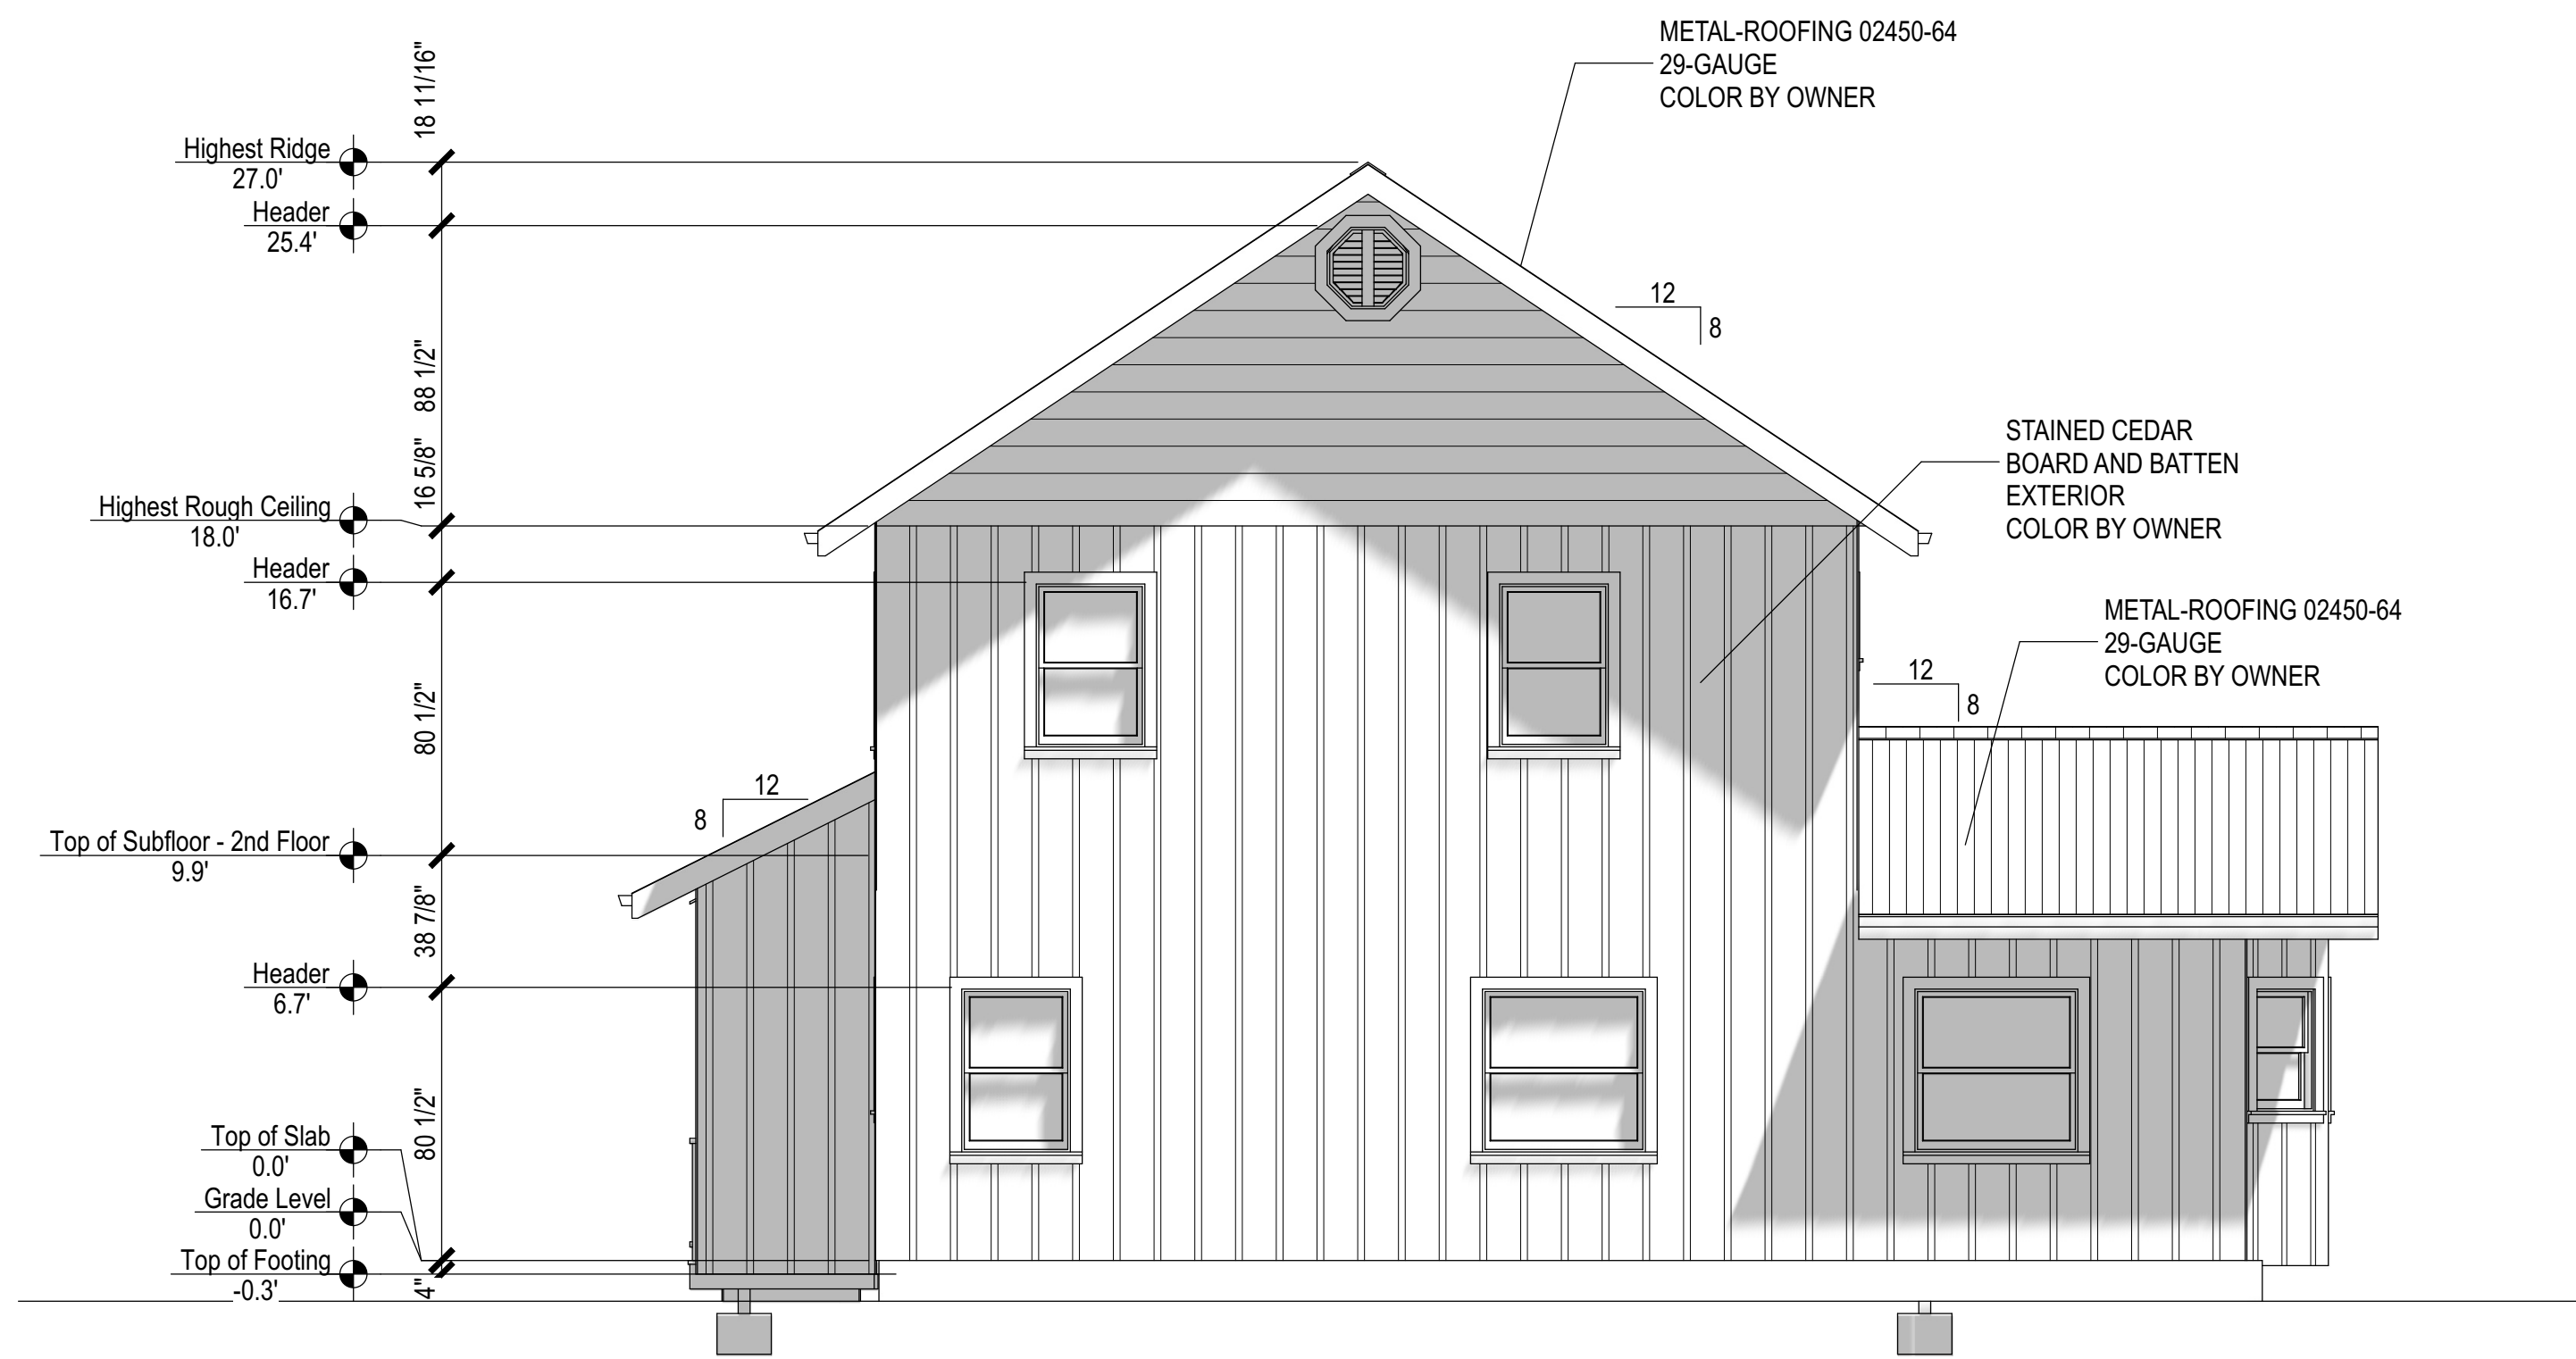 METAL-ROOFING 02450-64
29-GAUGE
COLOR BY OWNER
18 11/16"
Highest Ridge
27.0'
Header
25.4'
12
8
88 1/2"
16 5/8"
Highest Rough Ceiling
18.0'
STAINED CEDAR
BOARD AND BATTEN
EXTERIOR
COLOR BY OWNER
Header
16.7'
METAL-ROOFING 02450-64
29-GAUGE
COLOR BY OWNER
12
8
80 1/2"
12
8
Top of Subfloor - 2nd Floor
9.9'
38 7/8"
Header
6.7'
80 1/2"
Top of Slab
0.0'
Grade Level
0.0'
Top of Footing
-0.3'
4"